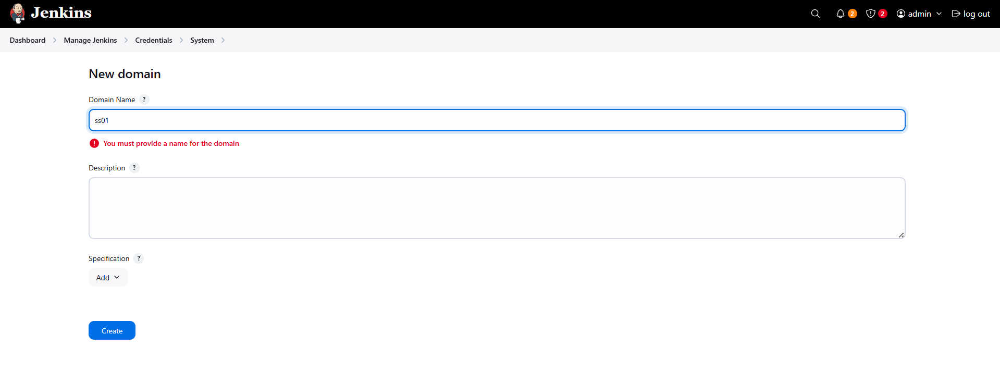 Jenkins 2 2 admin log out
Dashboard Manage Jenkins Credentials System
New domain
Domain Name ?
ss01
! You must provide a name for the domain
Description ?
Specification ?
Add
Create